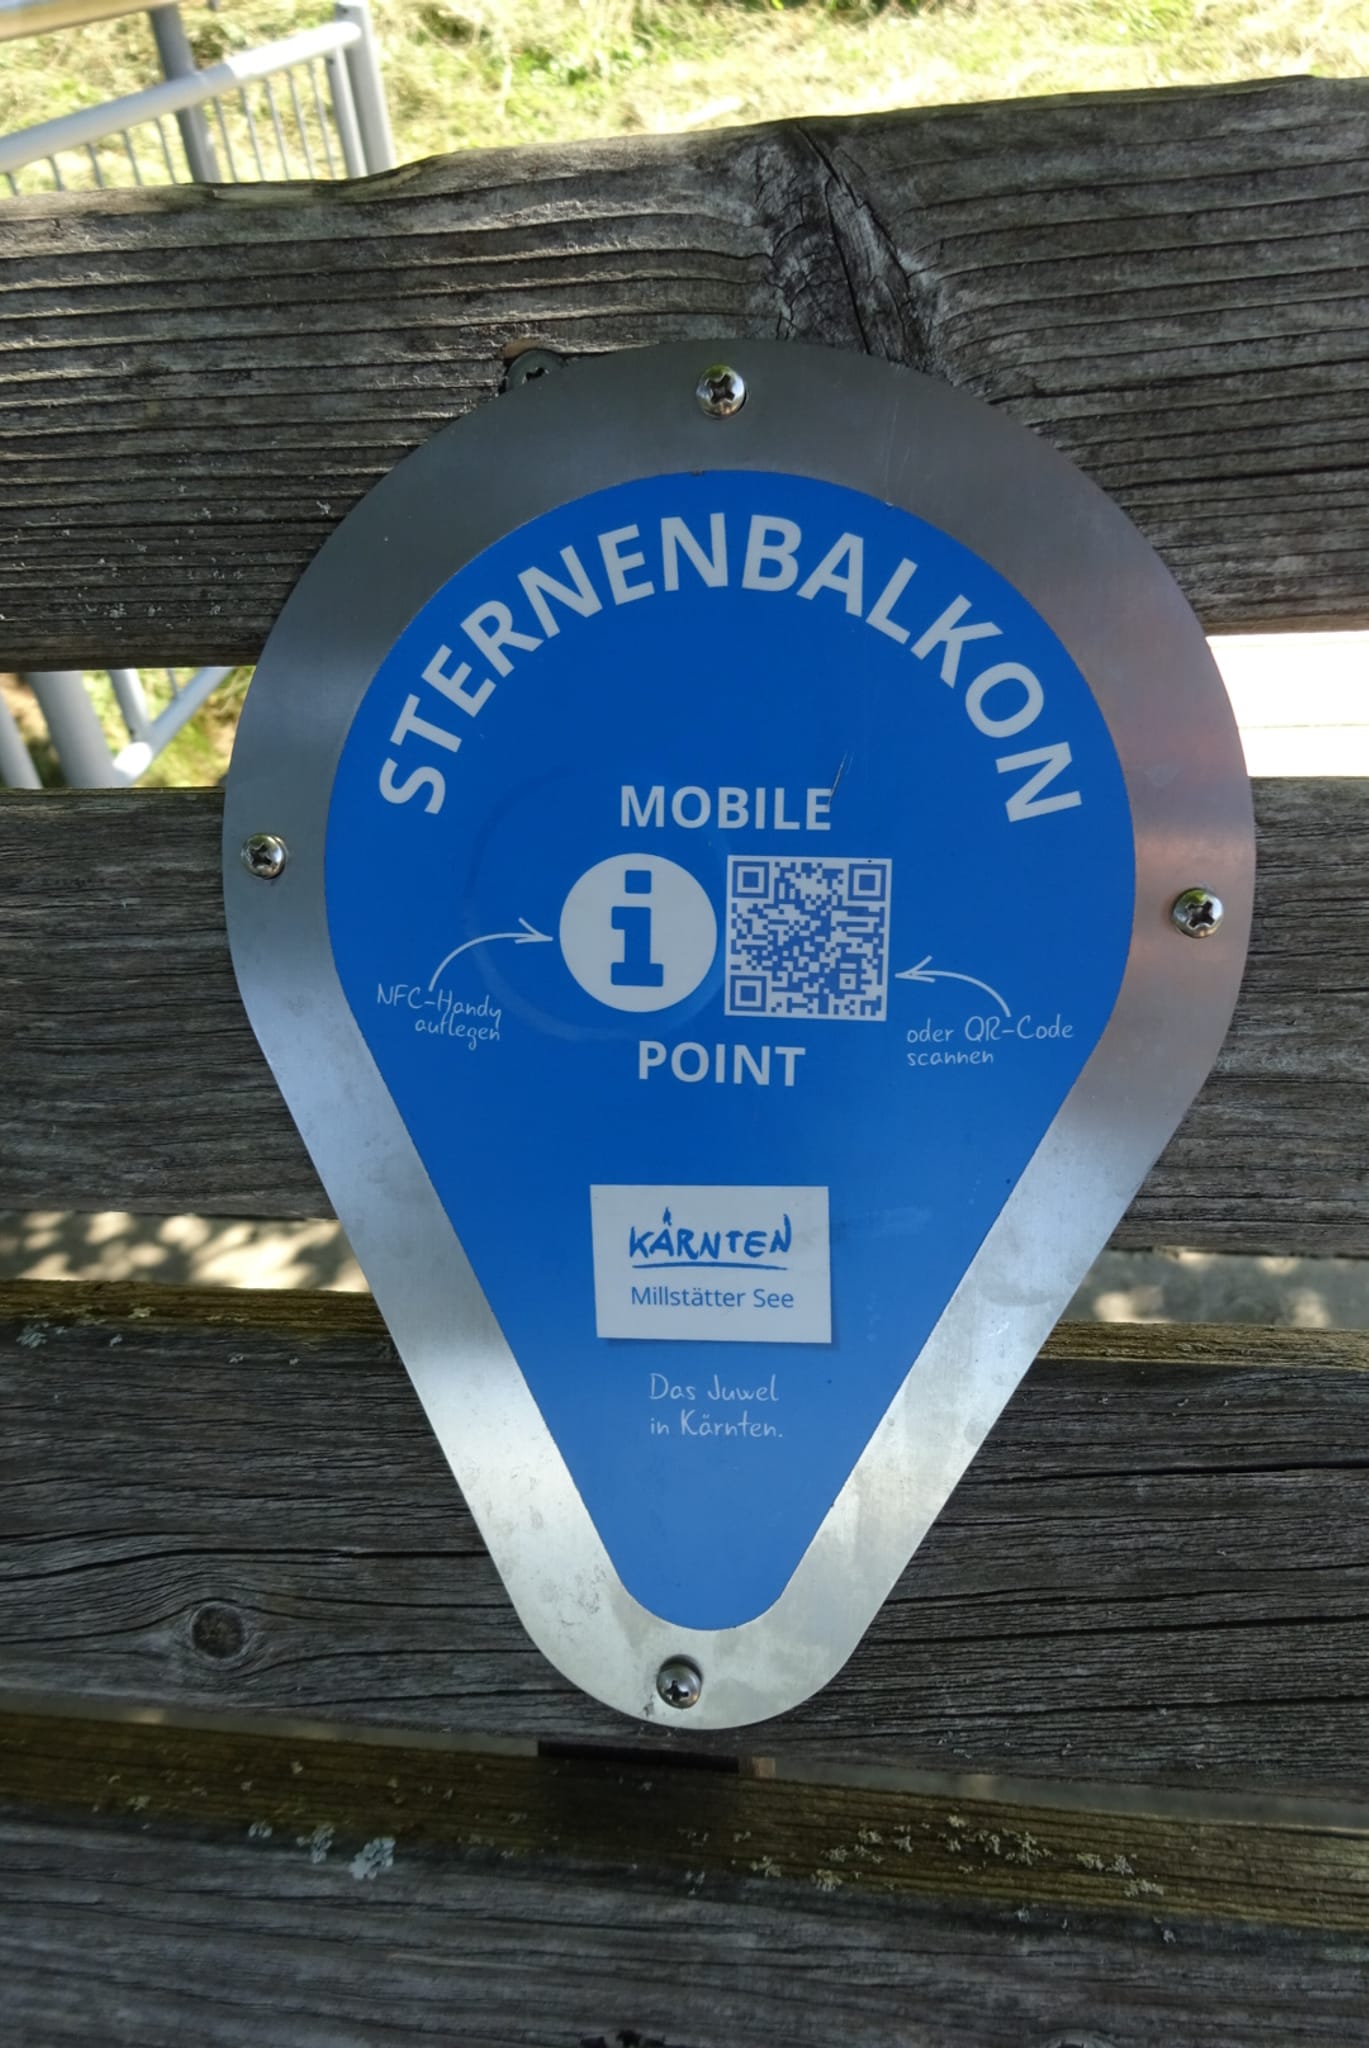 STERNENBALKON
MOBILE
i
NFC-Handy
auflegen
oder QR-Code
scannen
POINT
KÄRNTEN
Millstätter See
Das Juwel
in Kärnten.